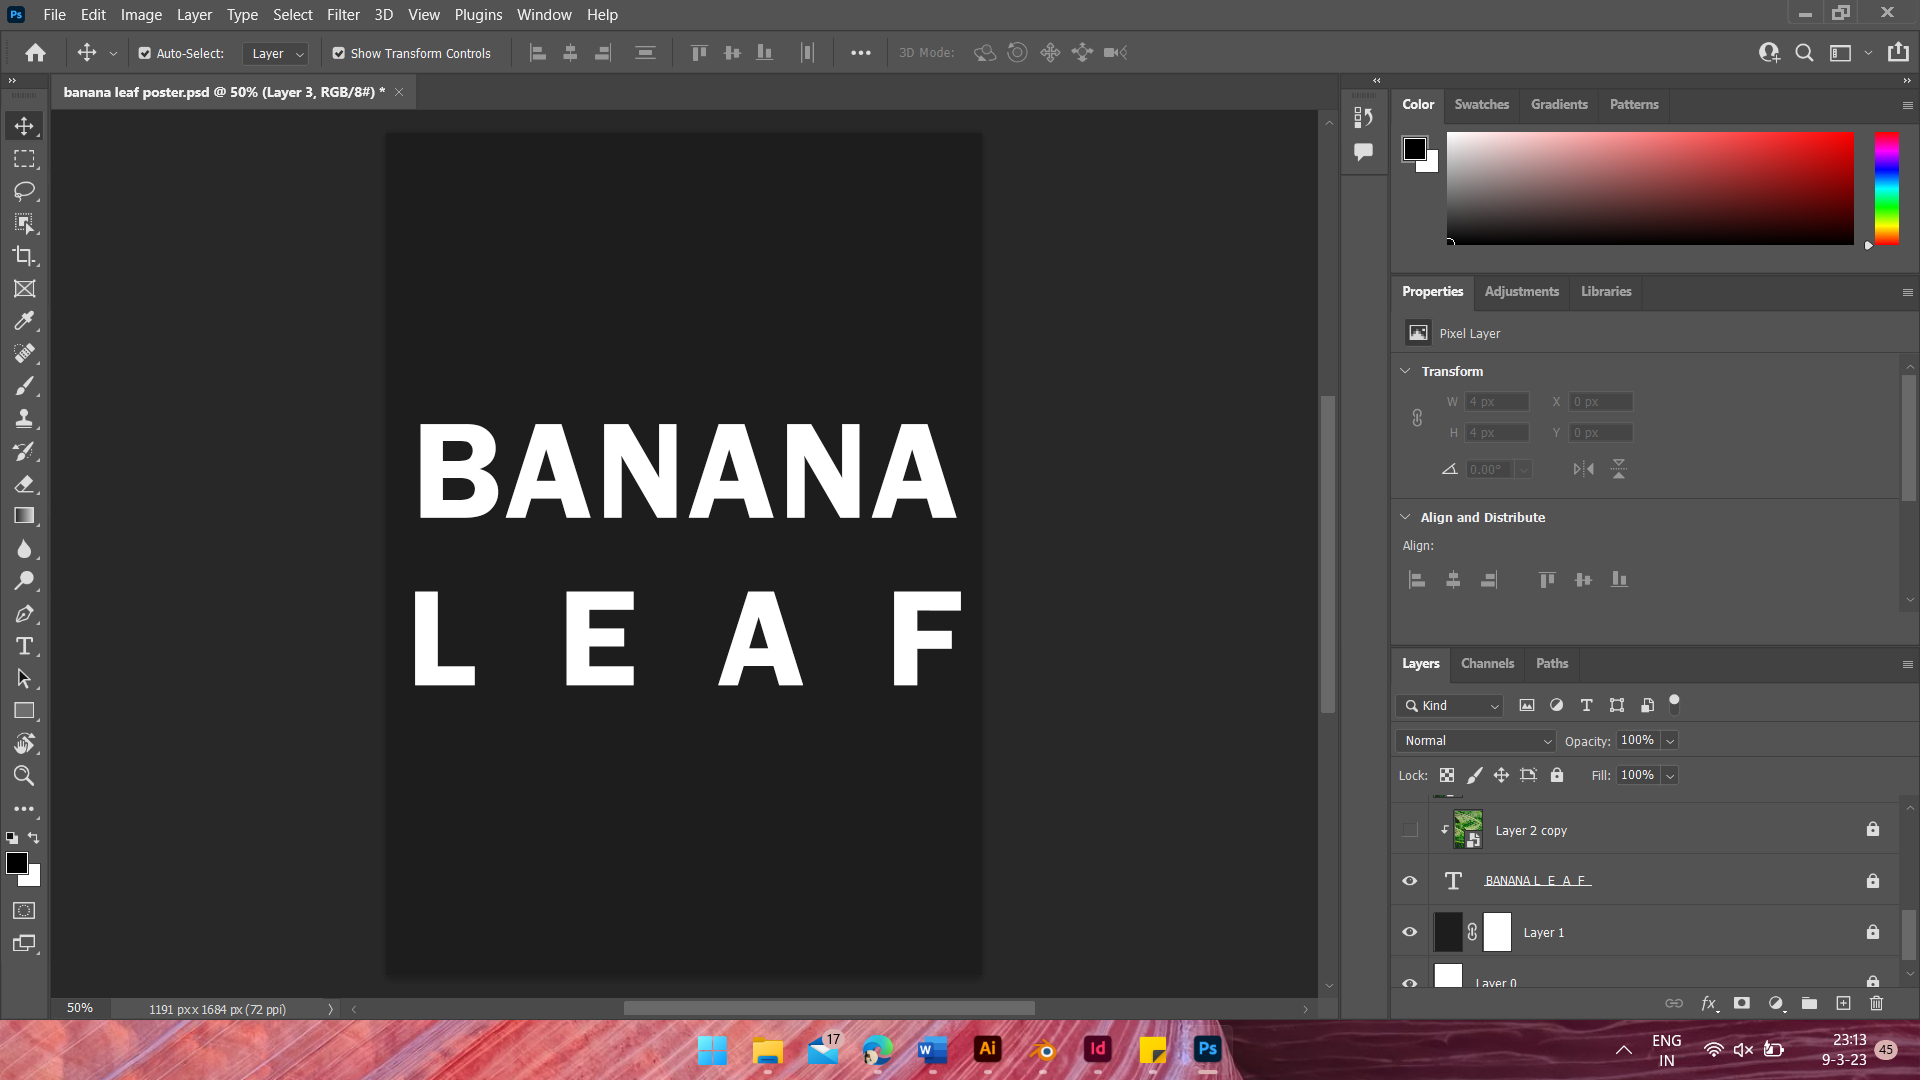 Ps File Edit Image Layer Type Select Filter 3D View Plugins Window Help
Auto-Select: Layer Show Transform Controls 3D Mode:
banana leaf poster.psd @ 50% (Layer 3, RGB/8#) *
Color Swatches Gradients Patterns
Properties Adjustments Libraries
Pixel Layer
Transform
W 4 px X 0 px
H 4 px Y 0 px
0.00°
Align and Distribute
Align:
BANANA
L E A F
Layers Channels Paths
Kind
Normal Opacity: 100%
Lock: Fill: 100%
Layer 2 copy
BANANA L E A F
Layer 1
Layer 0
50% 1191 px x 1684 px (72 ppi)
17 W Ai Id Ps
ENG
IN
23:13
9-3-23
45